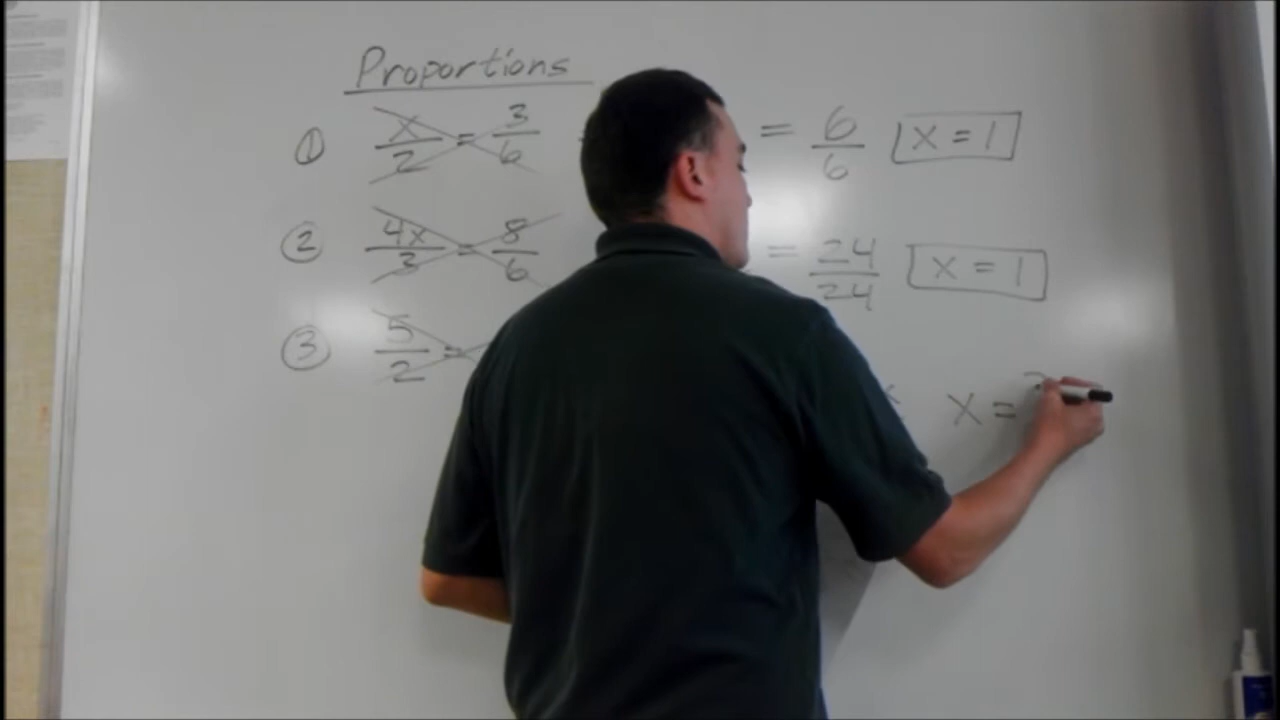 Proportions
① x/2 = 3/6 = 6/6 x = 1
② 4x/3 = 8/6 = 24/24 x = 1
③ 5/2 =
x =